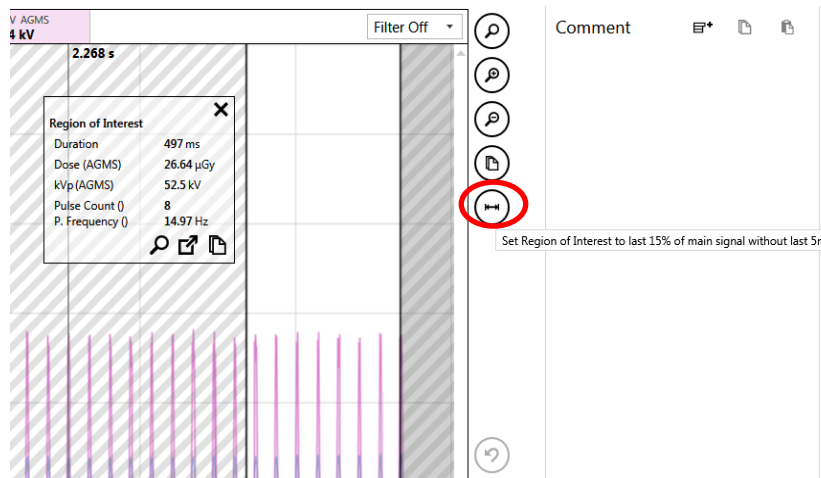 V AGMS
4 kV
Filter Off
2.268 s
Region of Interest
Duration 497 ms
Dose (AGMS) 26.64 µGy
kVp (AGMS) 52.5 kV
Pulse Count () 8
P. Frequency () 14.97 Hz
Comment
Set Region of Interest to last 15% of main signal without last 5